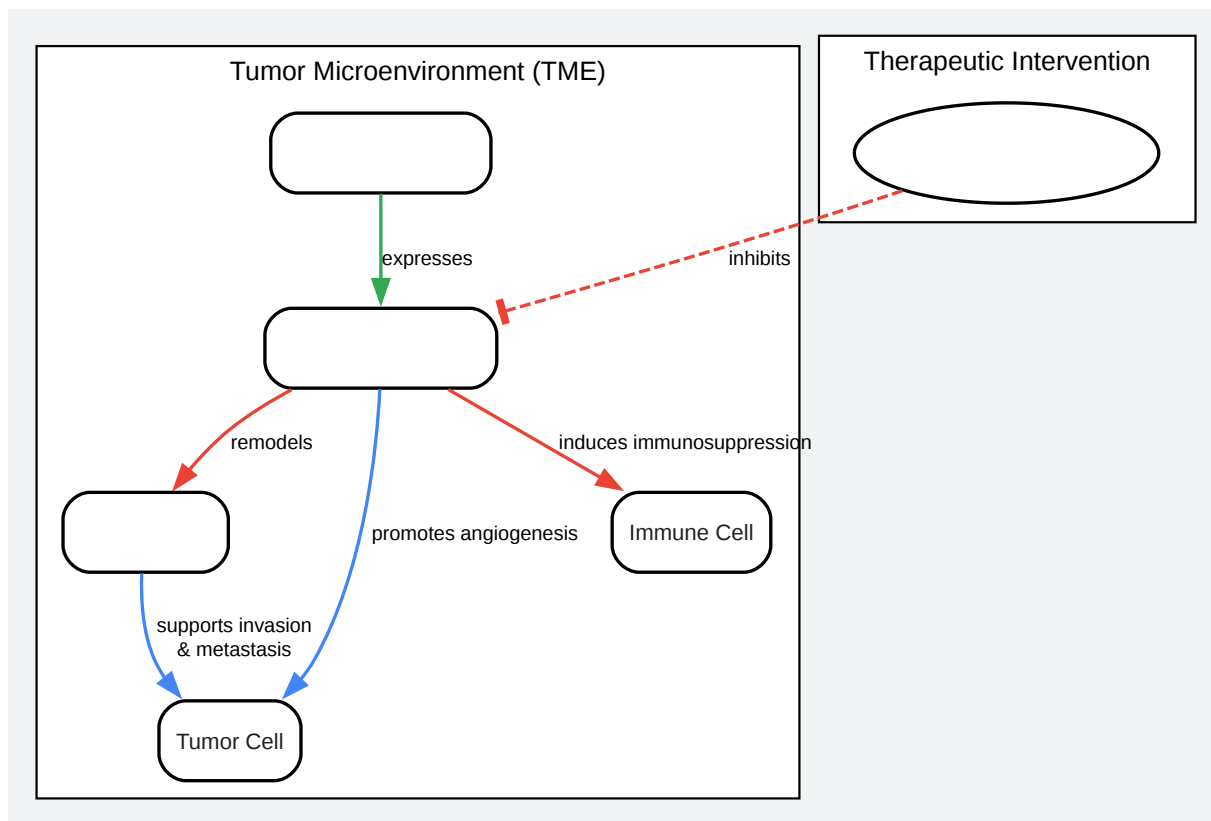 Tumor Microenvironment (TME)
Therapeutic Intervention
expresses
inhibits
remodels
induces immunosuppression
promotes angiogenesis
Immune Cell
supports invasion
& metastasis
Tumor Cell